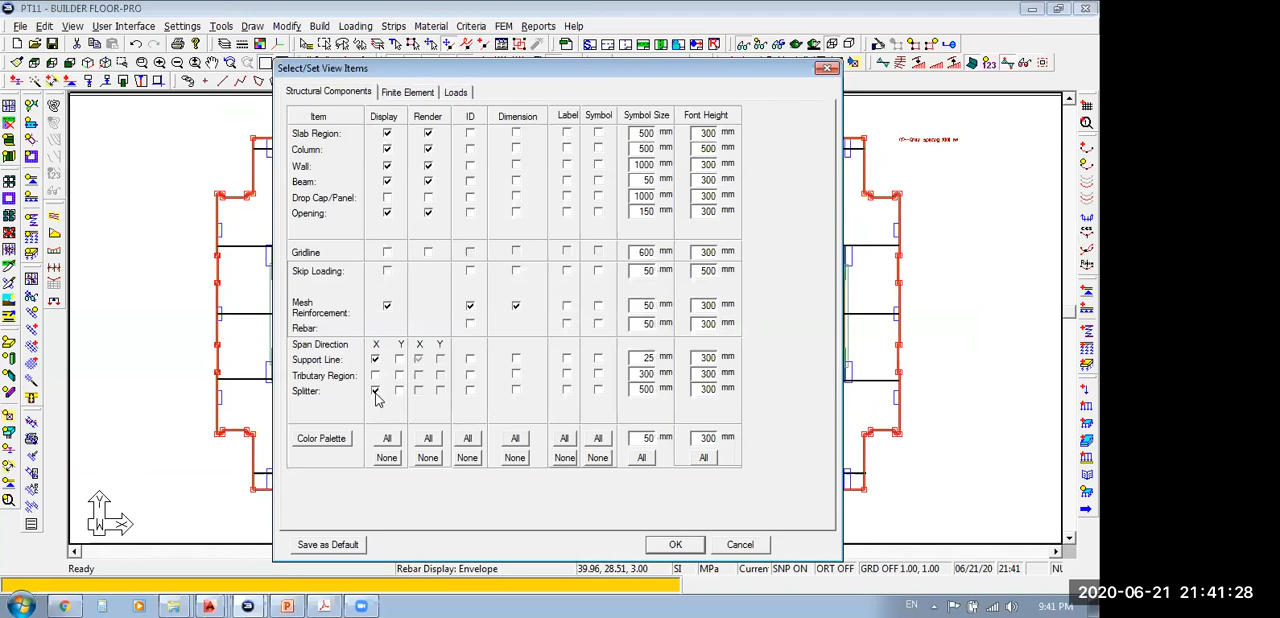 PT11 - BUILDER FLOOR-PRO
File Edit View User Interface Settings Tools Draw Modify Build Loading Strips Material Criteria FEM Reports Help
Select/Set View Items
Structural Components Finite Element Loads
Item Display Render ID Dimension Label Symbol Symbol Size Font Height
Slab Region: 500 mm 300 mm
Column: 500 mm 500 mm
Wall: 1000 mm 300 mm
Beam: 50 mm 300 mm
Drop Cap/Panel: 1000 mm 300 mm
Opening: 150 mm 300 mm
Gridline 600 mm 300 mm
Skip Loading: 50 mm 500 mm
Mesh
Reinforcement: 50 mm 300 mm
Rebar: 50 mm 300 mm
Span Direction X Y X Y
Support Line: 25 mm 300 mm
Tributary Region: 300 mm 300 mm
Splitter: 500 mm 300 mm
Color Palette All All All All All All 50 mm 300 mm
None None None None None None All All
Save as Default OK Cancel
Ready Rebar Display: Envelope 39.96, 28.51, 3.00 SI MPa Current SNP ON ORT OFF GRD OFF 1.00, 1.00 06/21/20 21:41 NU
EN 9:41 PM
2020-06-21 21:41:28